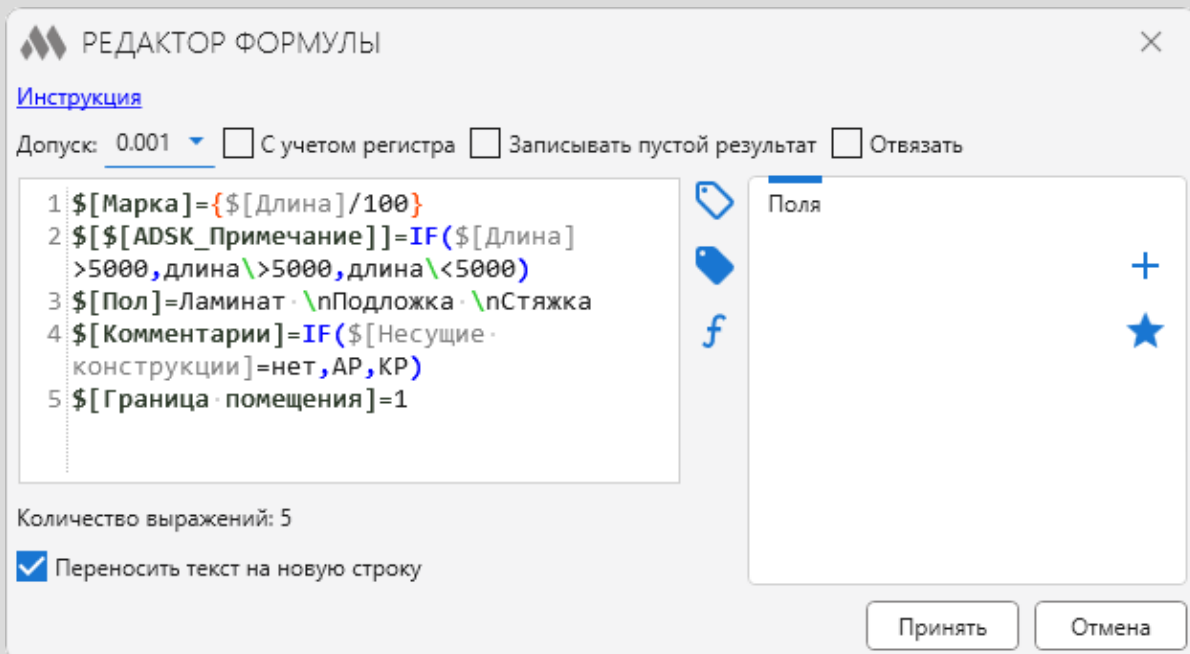 РЕДАКТОР ФОРМУЛЫ
Инструкция
Допуск: 0.001 С учетом регистра Записывать пустой результат Отвязать
1 $[Марка]={$[Длина]/100}
2 $[$[ADSK_Примечание]]=IF($[Длина]
>5000,длина\>5000,длина\<5000)
3 $[Пол]=Ламинат·\nПодложка·\nСтяжка
4 $[Комментарии]=IF($[Несущие·
конструкции]=нет,АР,КР)
5 $[Граница·помещения]=1
Поля
Количество выражений: 5
Переносить текст на новую строку
Принять Отмена